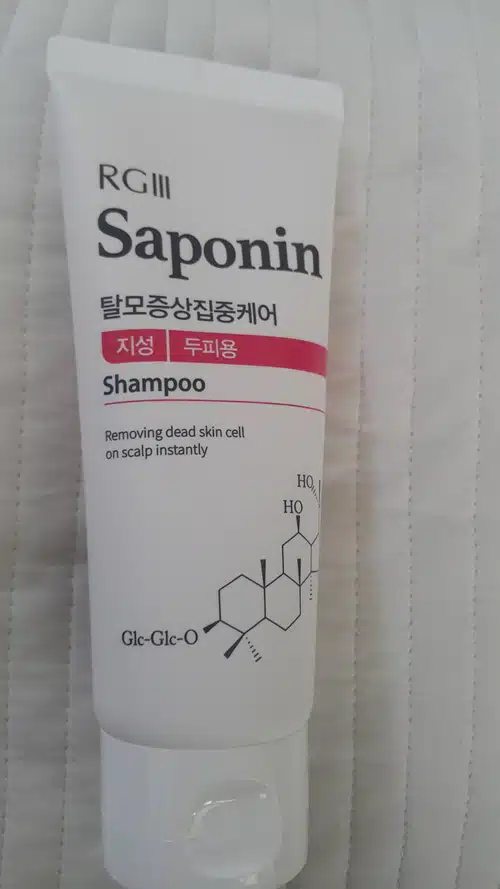 RGIII
Saponin
탈모증상집중케어
지성 두피용
Shampoo
Removing dead skin cell
on scalp instantly
HO
HO
Glc-Glc-O